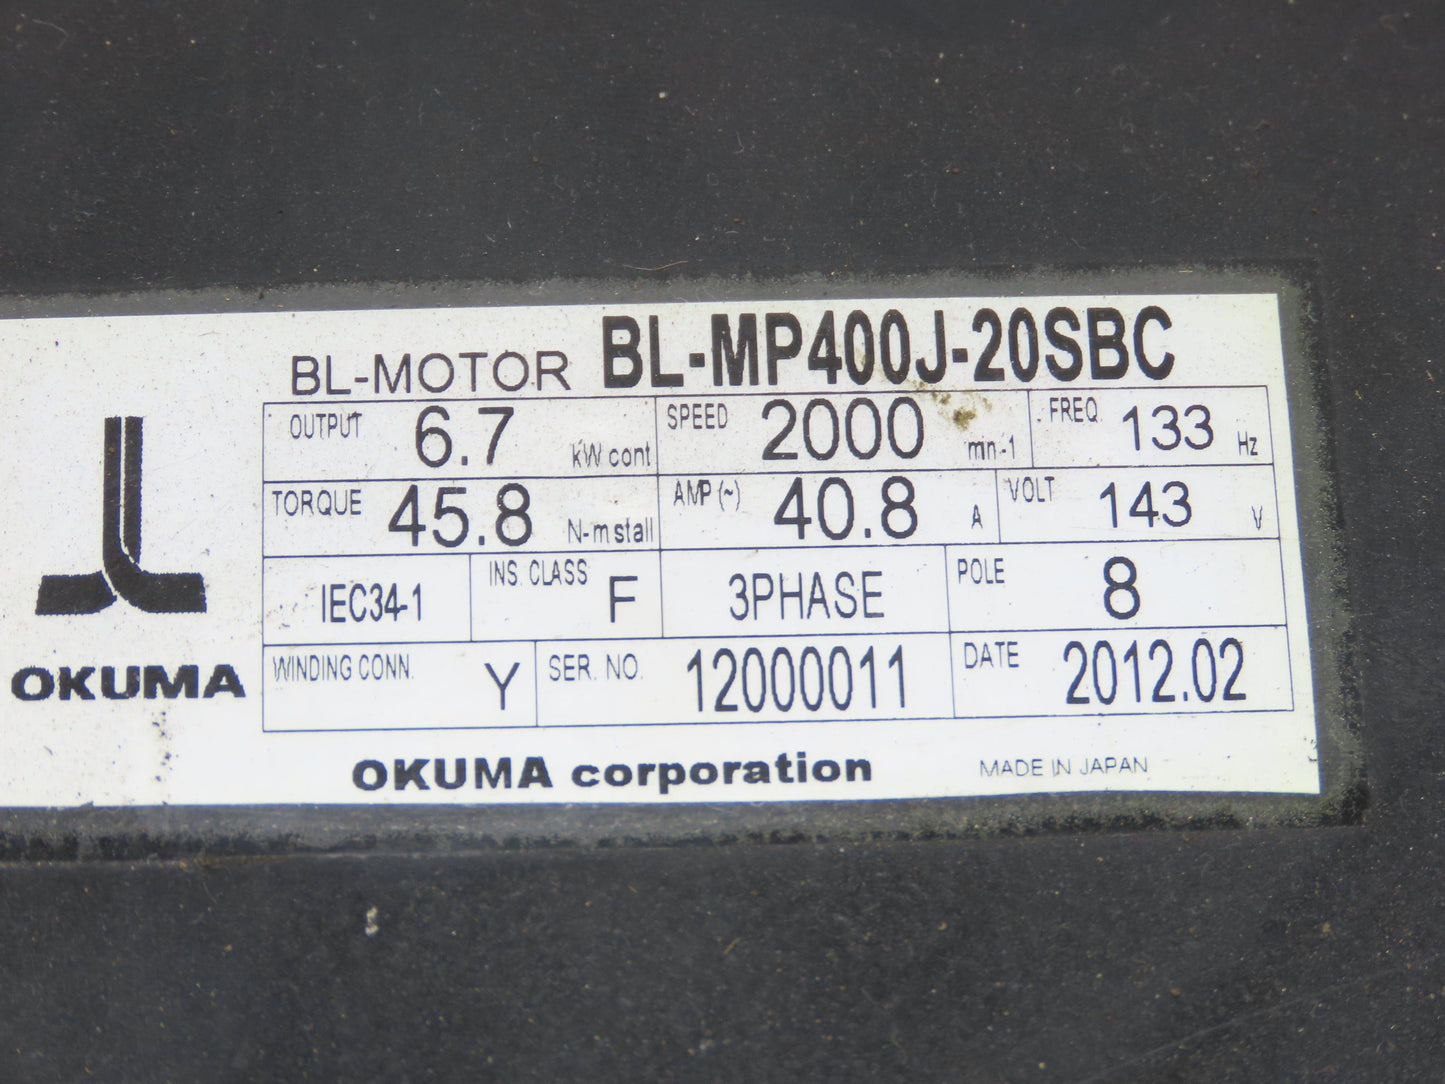 BL-MOTOR BL-MP400J-20SBC
OUTPUT 6.7 kW cont SPEED 2000 min-1 FREQ 133 Hz
TORQUE 45.8 N-m stall AMP (~) 40.8 A VOLT 143 V
IEC34-1 INS. CLASS F 3PHASE POLE 8
WINDING CONN. Y SER. NO. 12000011 DATE 2012.02
OKUMA
OKUMA corporation MADE IN JAPAN